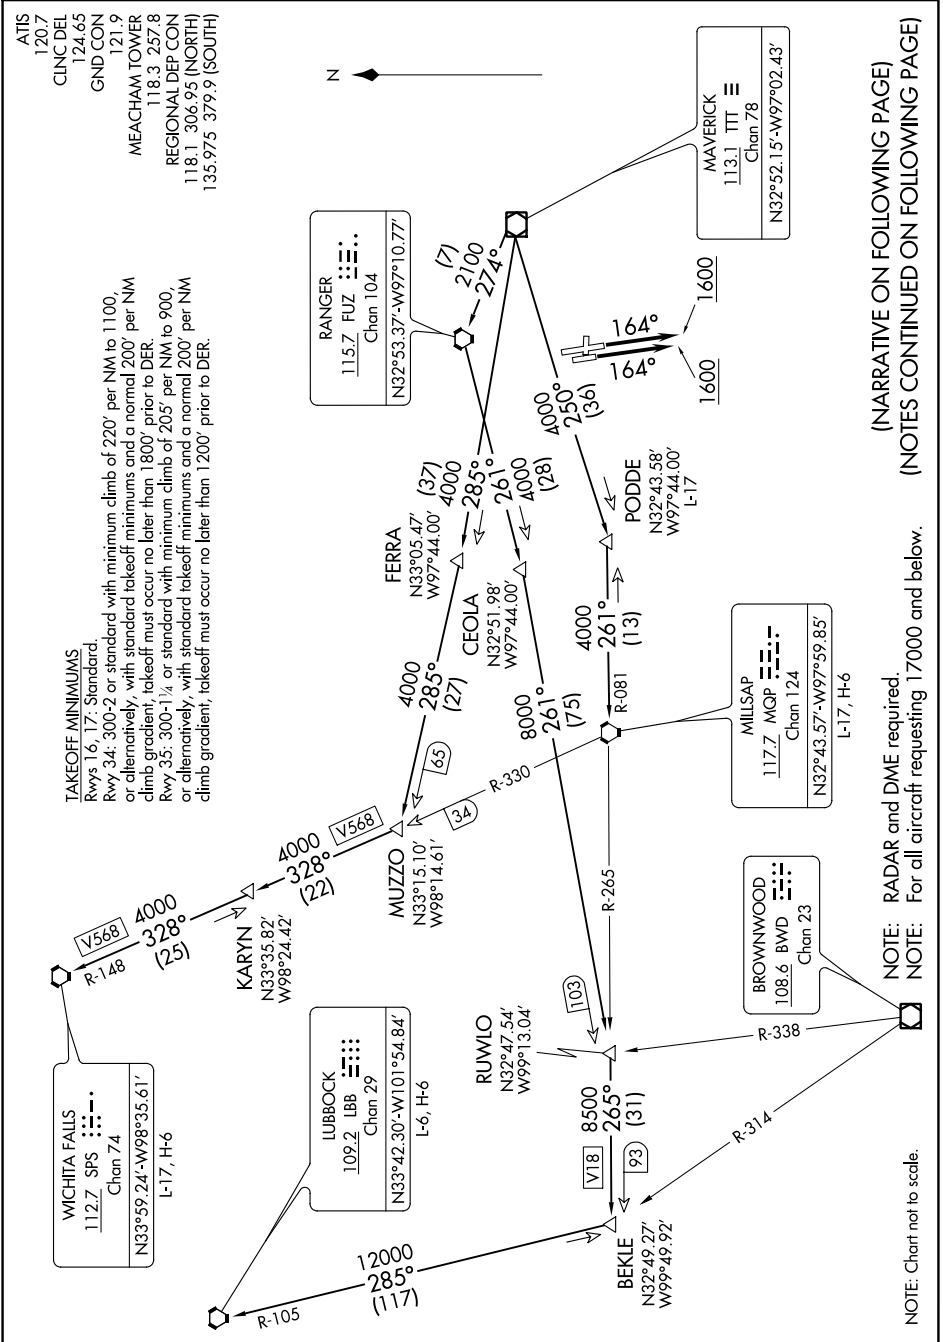 ATIS
120.7
CLNC DEL
124.65
GND CON
121.9
MEACHAM TOWER
118.3 257.8
REGIONAL DEP CON
118.1 306.95 (NORTH)
135.975 379.9 (SOUTH)
TAKEOFF MINIMUMS
Rwys 16, 17: Standard.
Rwy 34: 300-2 or standard with minimum climb of 220' per NM to 1100,
or alternatively, with standard takeoff minimums and a normal 200' per NM
climb gradient, takeoff must occur no later than 1800' prior to DER.
Rwy 35: 300-1¼ or standard with minimum climb of 205' per NM to 900,
or alternatively, with standard takeoff minimums and a normal 200' per NM
climb gradient, takeoff must occur no later than 1200' prior to DER.
N
WICHITA FALLS
112.7 SPS
Chan 74
N33°59.24'-W98°35.61'
L-17, H-6
V568
4000
328°
(25)
R-148
KARYN
N33°35.82'
W98°24.42'
4000
V568
328°
(22)
MUZZO
N33°15.10'
W98°14.61'
65
34
R-330
4000
285°
(27)
FERRA
N33°05.47'
W97°44.00'
(37)
4000
285°
RANGER
115.7 FUZ
Chan 104
N32°53.37'-W97°10.77'
(7)
2100
274°
CEOLA
N32°51.98'
W97°44.00'
261°
4000
(28)
8000
261°
(75)
LUBBOCK
109.2 LBB
Chan 29
N33°42.30'-W101°54.84'
L-6, H-6
12000
285°
(117)
R-105
RUWLO
N32°47.54'
W99°13.04'
103
R-265
8500
265°
(31)
V18
93
BEKLE
N32°49.27'
W99°49.92'
4000
261°
(13)
R-081
PODDE
N32°43.58'
W97°44.00'
L-17
4000
250°
(36)
164°
164°
1600
1600
MAVERICK
113.1 TTT
Chan 78
N32°52.15'-W97°02.43'
MILLSAP
117.7 MQP
Chan 124
N32°43.57'-W97°59.85'
L-17, H-6
BROWNWOOD
108.6 BWD
Chan 23
R-338
R-314
NOTE: RADAR and DME required.
NOTE: For all aircraft requesting 17000 and below.
(NARRATIVE ON FOLLOWING PAGE)
(NOTES CONTINUED ON FOLLOWING PAGE)
NOTE: Chart not to scale.